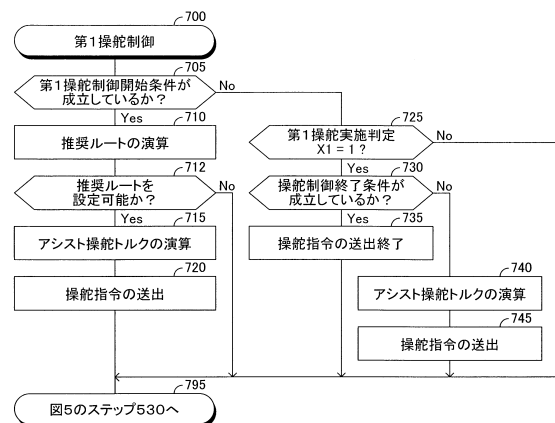 700
第1操舵制御
705
第1操舵制御開始条件が
成立しているか?
No
Yes
710
推奨ルートの演算
712
推奨ルートを
設定可能か?
No
Yes
715
アシスト操舵トルクの演算
720
操舵指令の送出
725
第1操舵実施判定
X1=1?
No
Yes
730
操舵制御終了条件が
成立しているか?
No
Yes
735
操舵指令の送出終了
740
アシスト操舵トルクの演算
745
操舵指令の送出
795
図5のステップ530へ